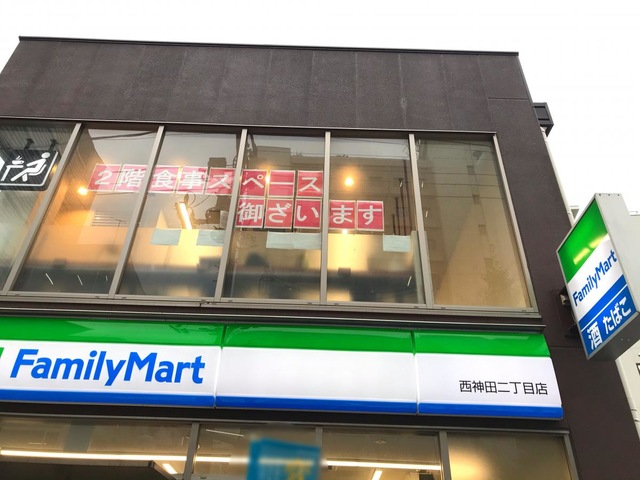 2階食事スペース
御ざいます
FamilyMart
西神田二丁目店
FamilyMart
酒たばこ